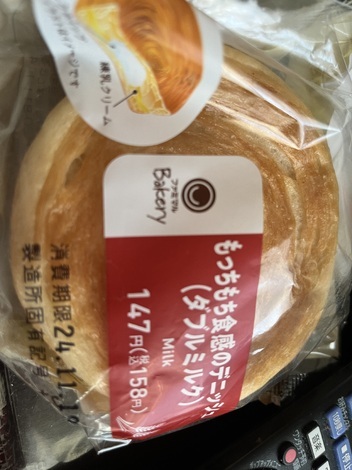 練乳クリーム
ファミマル
Bakery
もっちもち食感のデニッシュ
(ダブルミルク)
Milk
147円(税込158円)
消費期限24.11.1
製造所固有記号